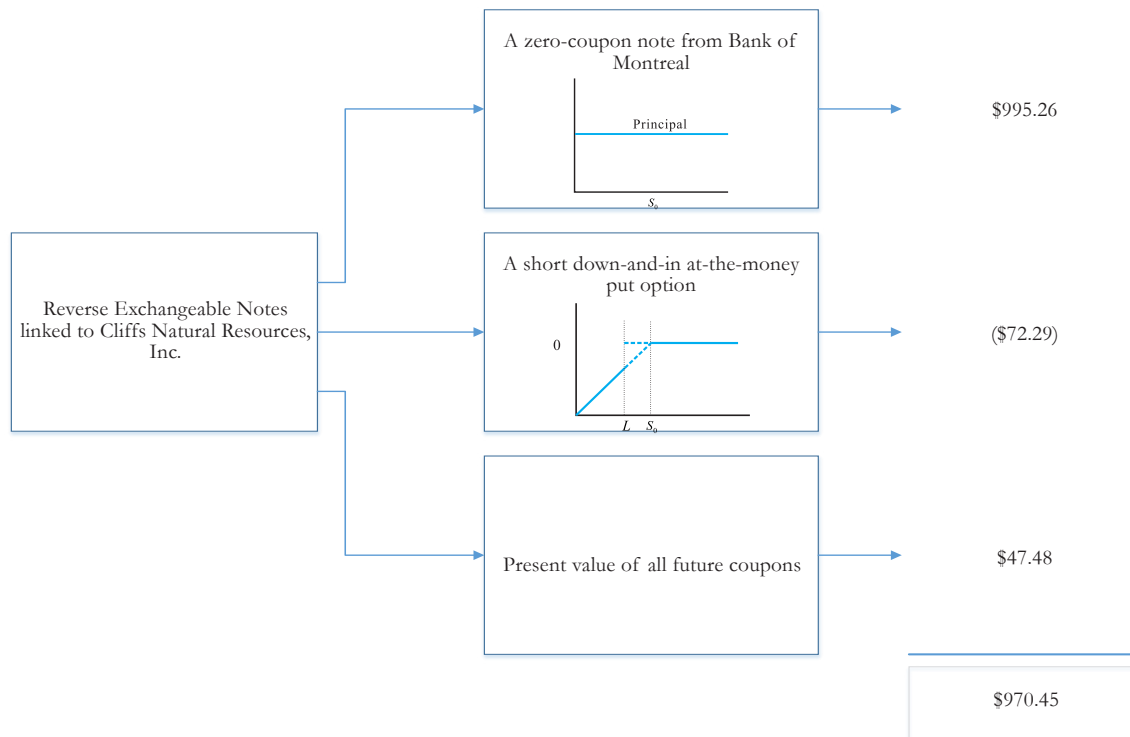 A zero-coupon note from Bank of
Montreal
Principal
S₀
$995.26
Reverse Exchangeable Notes
linked to Cliffs Natural Resources,
Inc.
A short down-and-in at-the-money
put option
0
L S₀
($72.29)
Present value of all future coupons
$47.48
$970.45